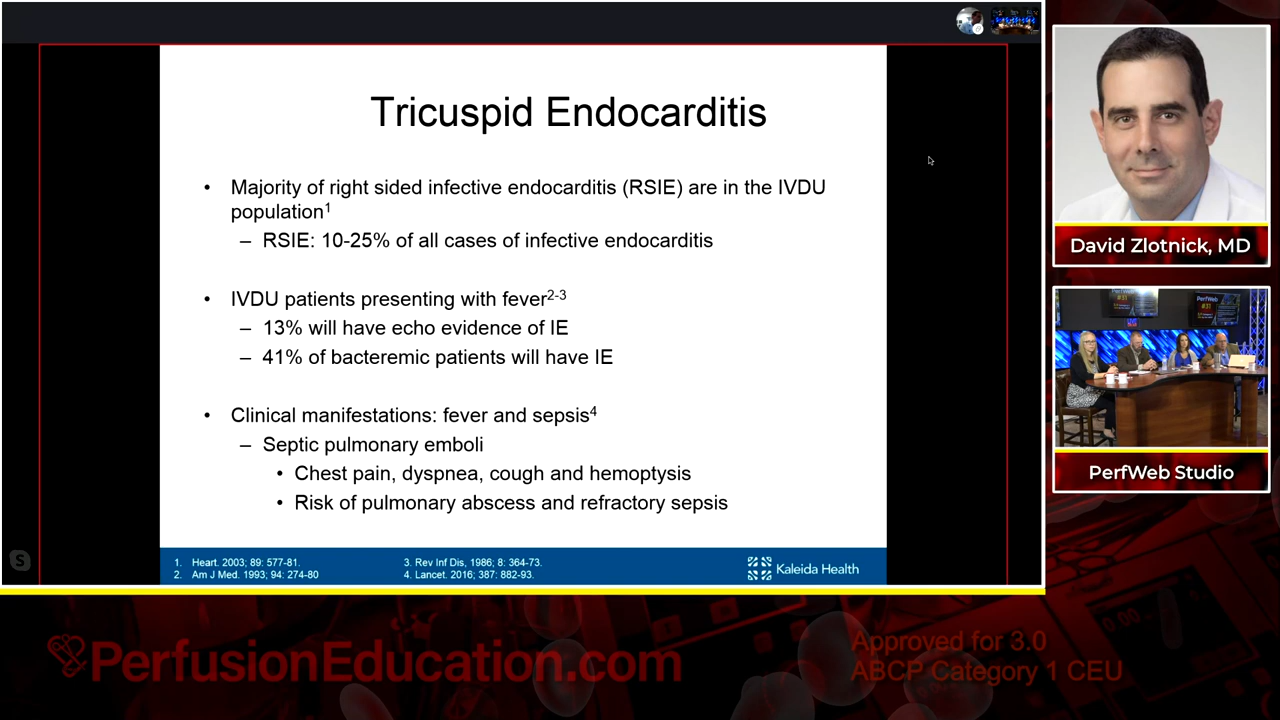 Tricuspid Endocarditis
• Majority of right sided infective endocarditis (RSIE) are in the IVDU
population1
– RSIE: 10-25% of all cases of infective endocarditis
• IVDU patients presenting with fever2-3
– 13% will have echo evidence of IE
– 41% of bacteremic patients will have IE
• Clinical manifestations: fever and sepsis4
– Septic pulmonary emboli
• Chest pain, dyspnea, cough and hemoptysis
• Risk of pulmonary abscess and refractory sepsis
1. Heart. 2003; 89: 577-81.
2. Am J Med. 1993; 94: 274-80
3. Rev Inf Dis, 1986; 8: 364-73.
4. Lancet. 2016; 387: 882-93.
Kaleida Health
David Zlotnick, MD
PerfWeb
#31
PerfWeb Studio
PerfusionEducation.com
Approved for 3.0
ABCP Category 1 CEU